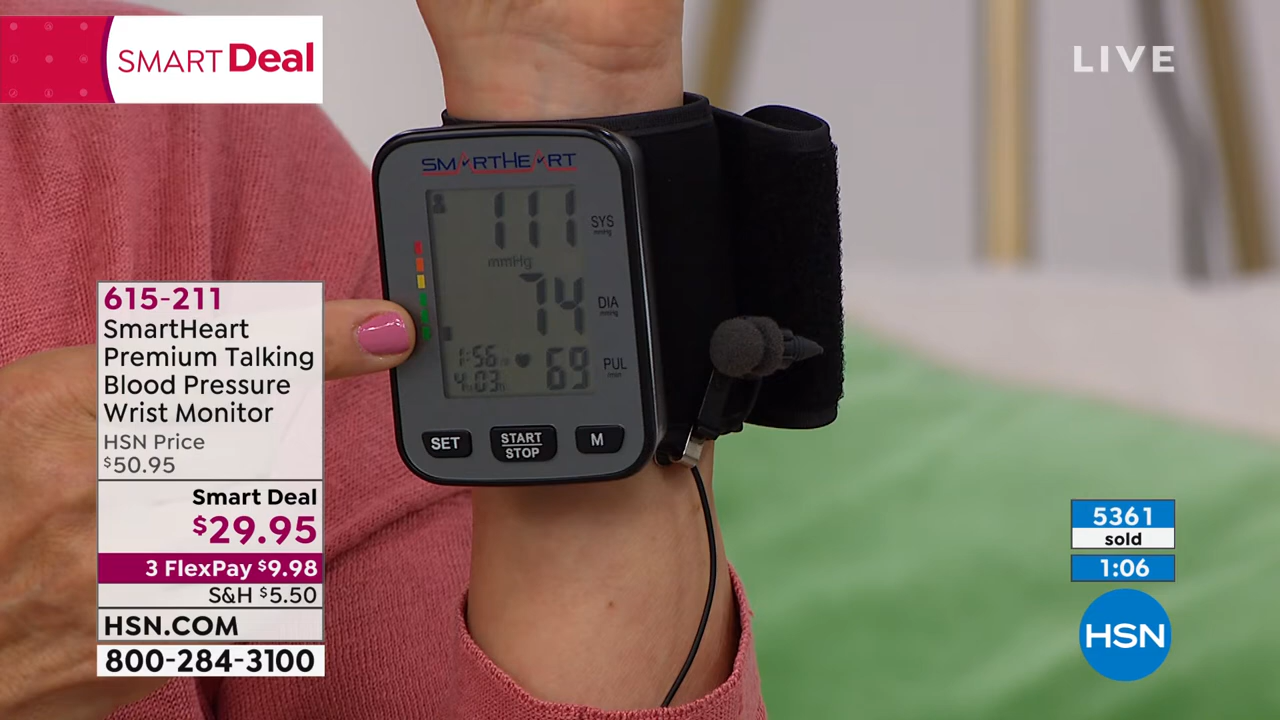 SMART Deal
LIVE
SMARTHEART
111
SYS
mmHg
mmHg
74
DIA
mmHg
1:56
69
PUL
/min
SET
START
STOP
M
615-211
SmartHeart
Premium Talking
Blood Pressure
Wrist Monitor
HSN Price
$50.95
Smart Deal
$29.95
3 FlexPay $9.98
S&H $5.50
HSN.COM
800-284-3100
5361
sold
1:06
HSN